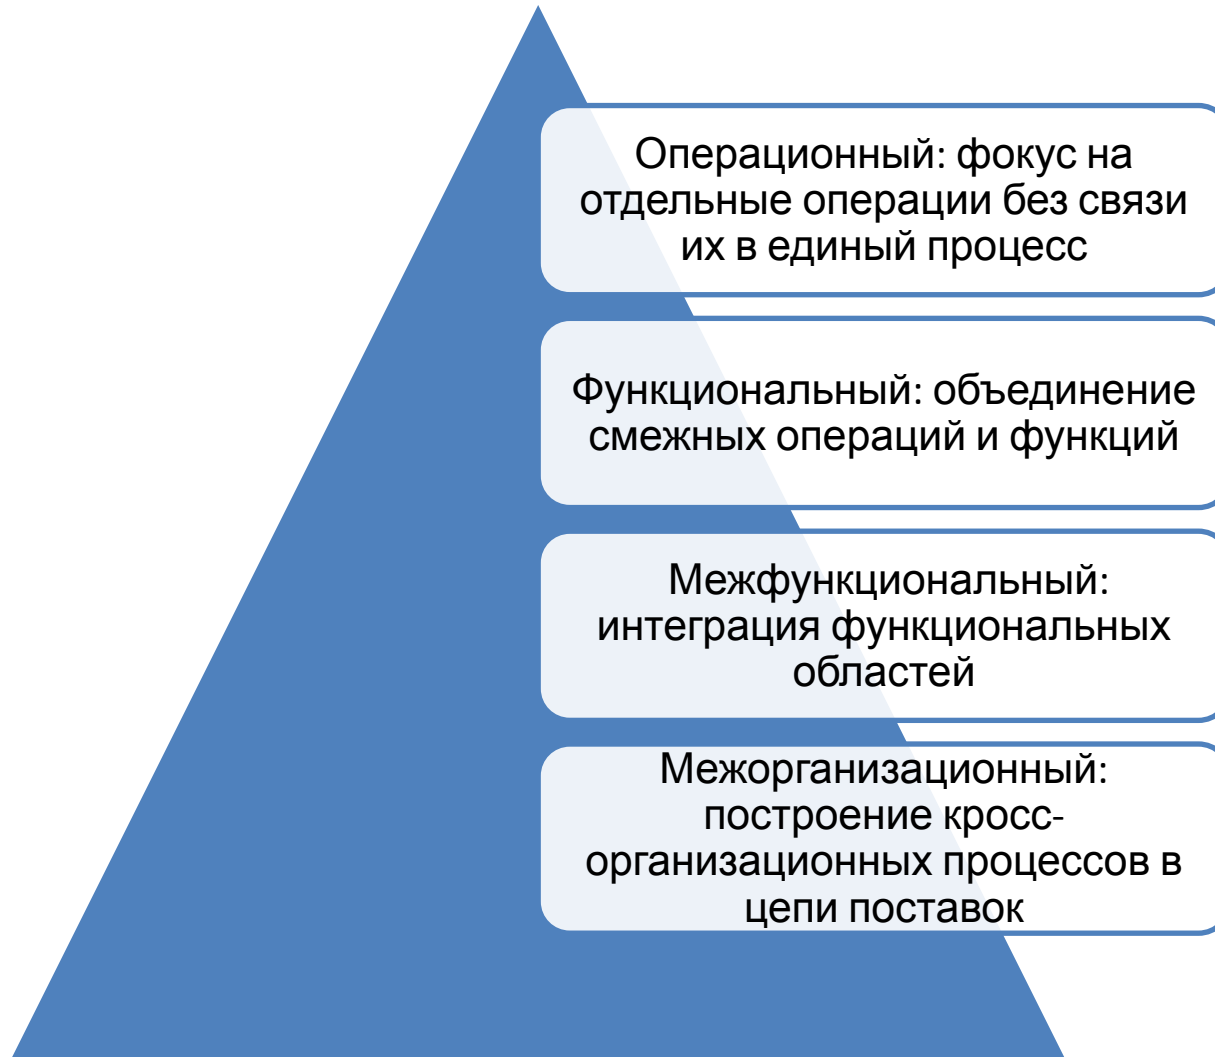 Операционный: фокус на
отдельные операции без связи
их в единый процесс
Функциональный: объединение
смежных операций и функций
Межфункциональный:
интеграция функциональных
областей
Межорганизационный:
построение кросс-
организационных процессов в
цепи поставок